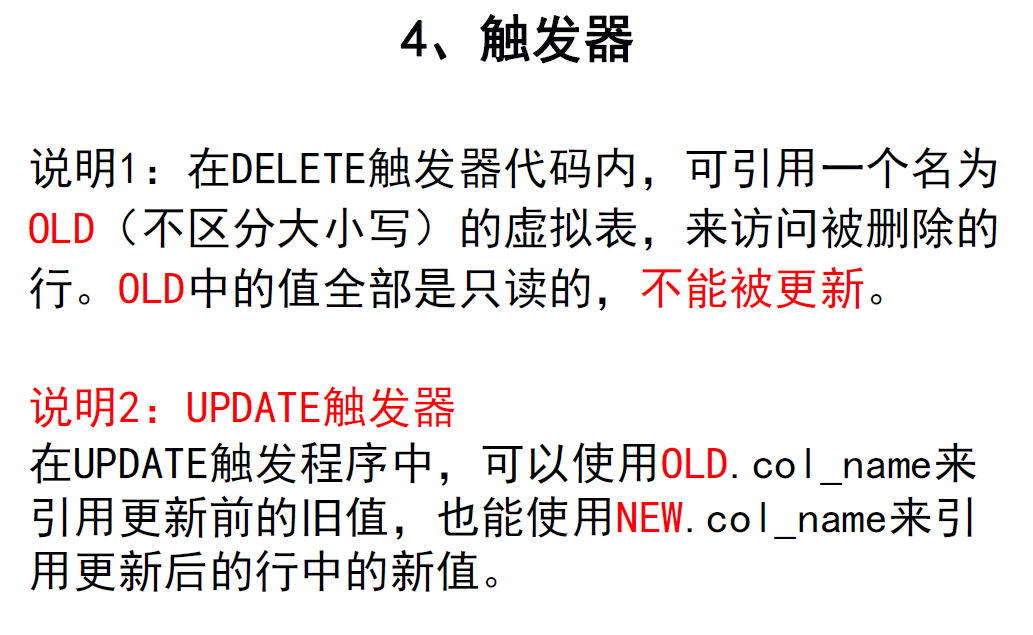 4、触发器
说明1：在DELETE触发器代码内，可引用一个名为
OLD（不区分大小写）的虚拟表，来访问被删除的
行。OLD中的值全部是只读的，不能被更新。
说明2：UPDATE触发器
在UPDATE触发程序中，可以使用OLD.col_name来
引用更新前的旧值，也能使用NEW.col_name来引
用更新后的行中的新值。